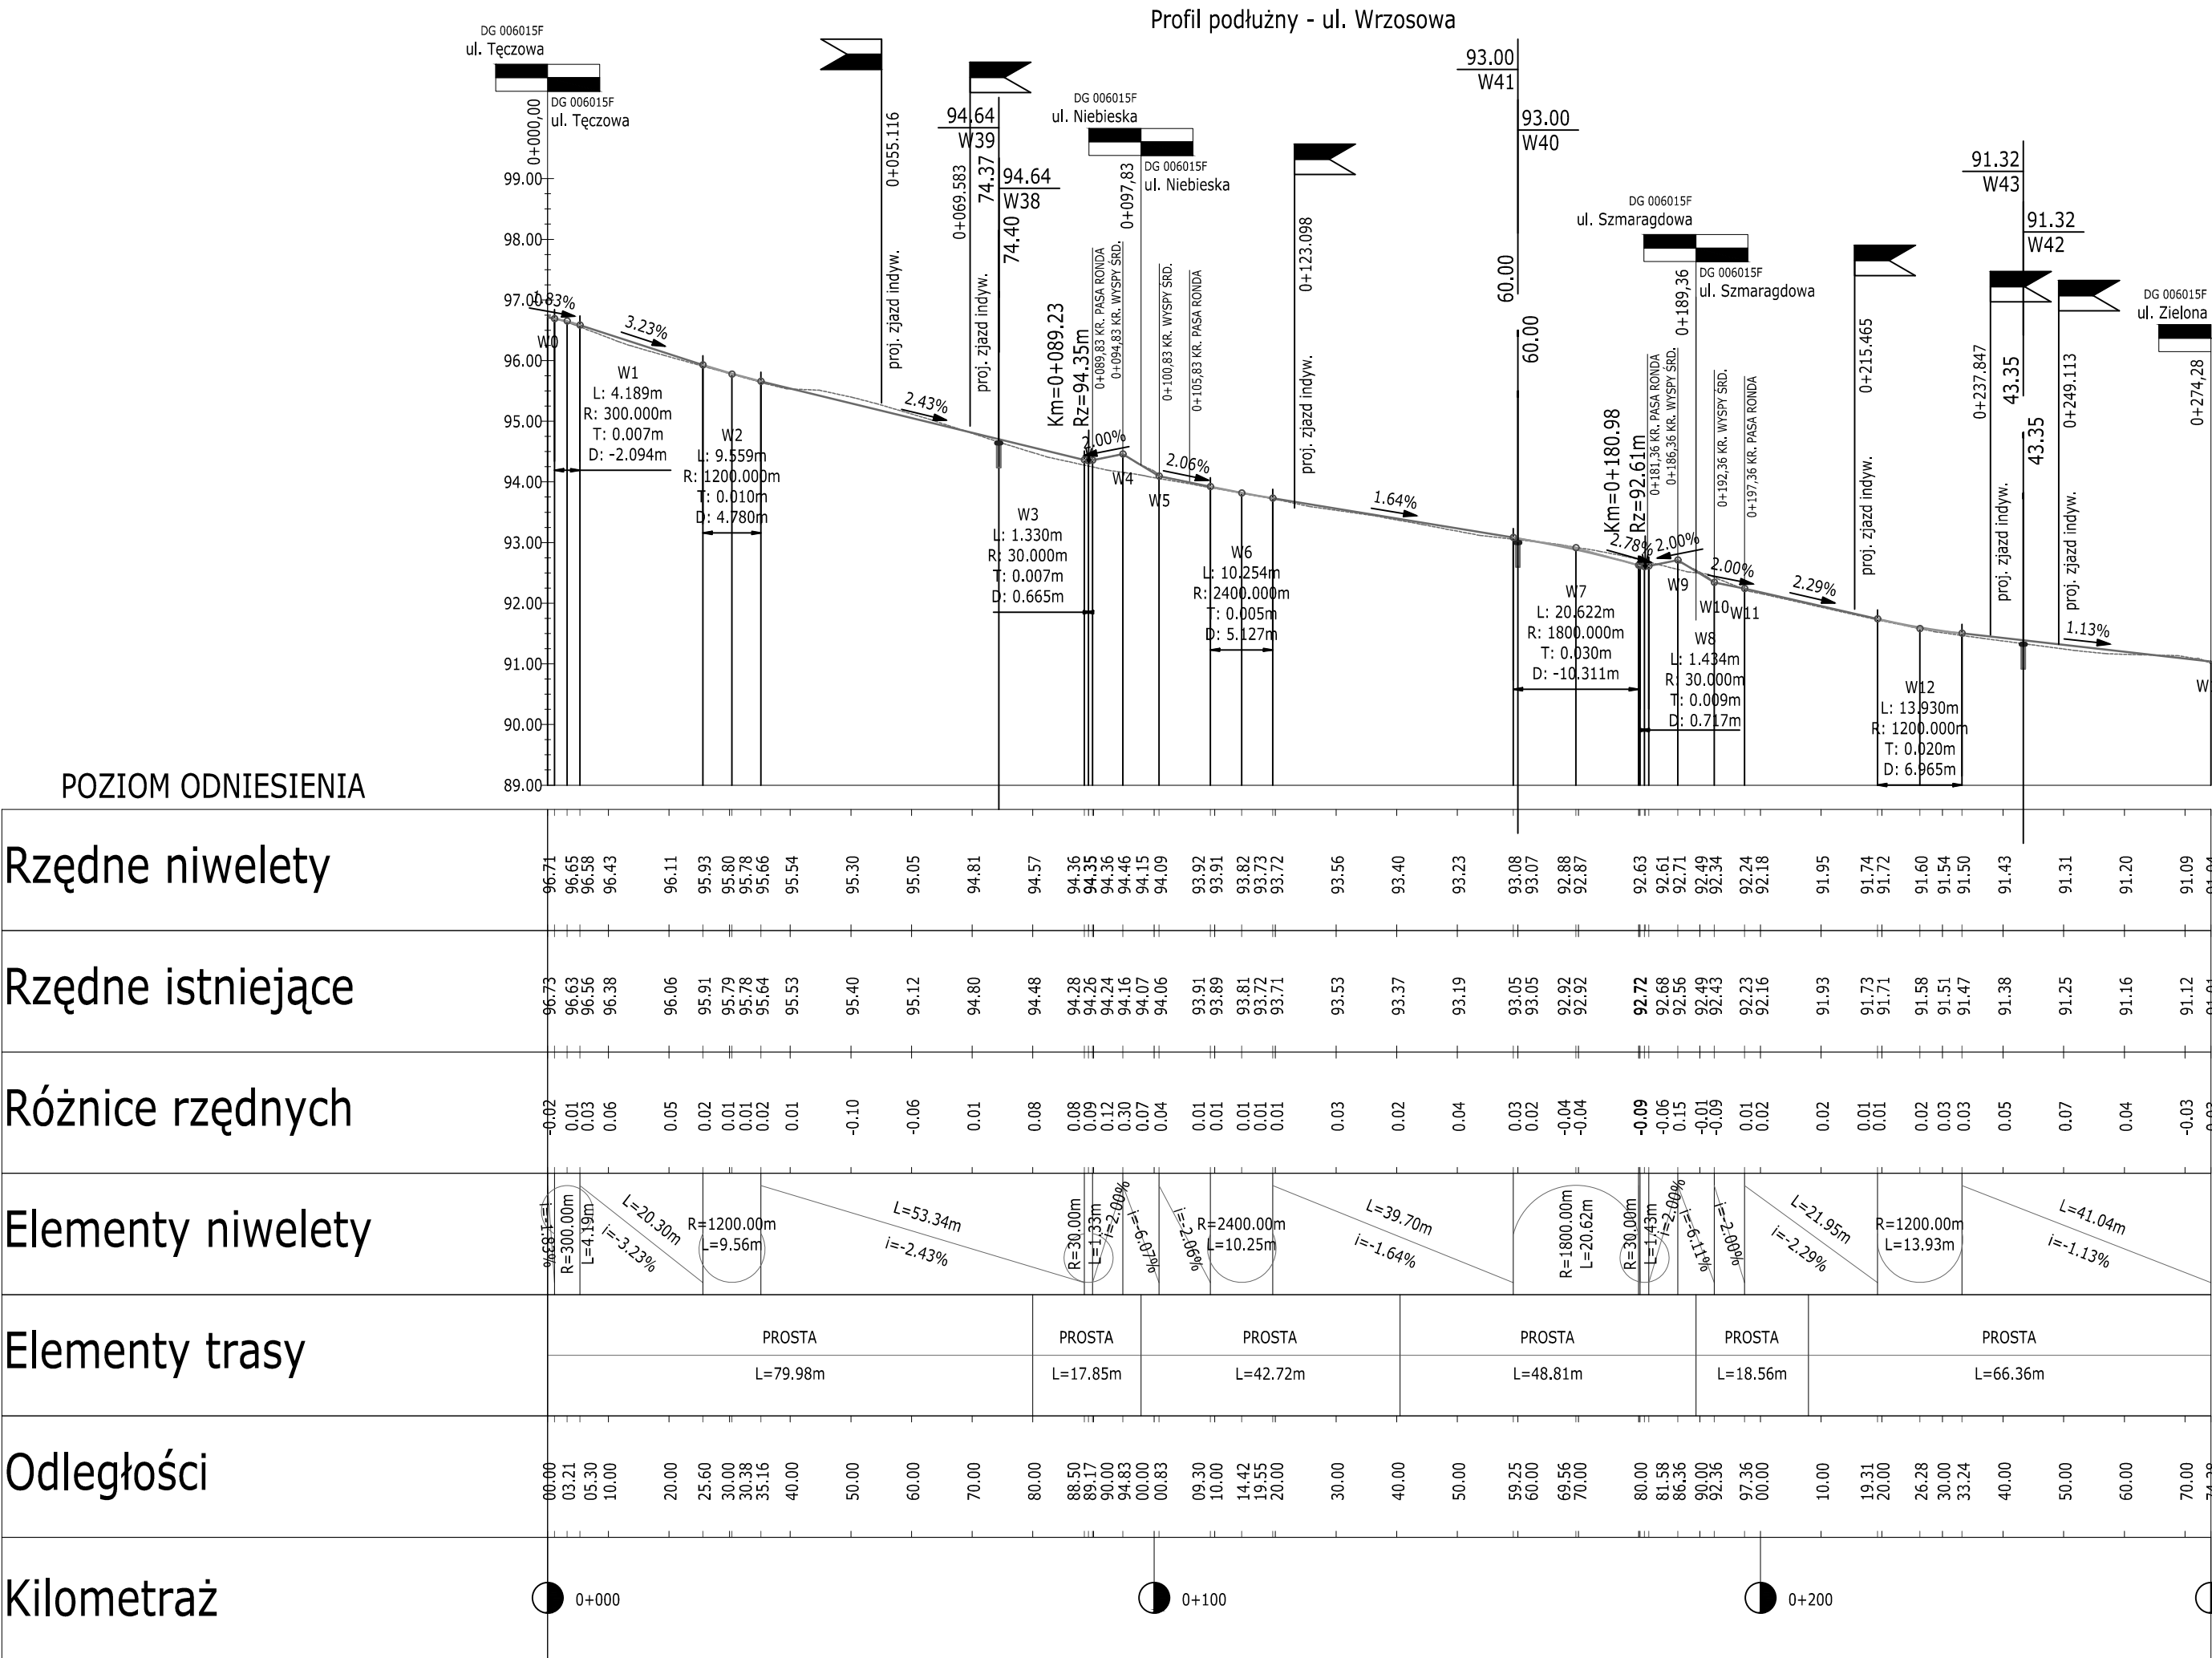 Profil podłużny - ul. Wrzosowa
DG 006015F
ul. Tęczowa
DG 006015F
ul. Tęczowa
0+000,00
0+055.116
proj. zjazd indyw.
0+069.583
proj. zjazd indyw.
94.64
W39
74.37
94.64
W38
74.40
DG 006015F
ul. Niebieska
DG 006015F
ul. Niebieska
0+097,83
Km=0+089.23
Rz=94.35m
0+089,83 KR. PASA RONDA
0+094,83 KR. WYSPY ŚRD.
0+100,83 KR. WYSPY ŚRD.
0+105,83 KR. PASA RONDA
0+123.098
proj. zjazd indyw.
93.00
W41
93.00
W40
60.00
60.00
DG 006015F
ul. Szmaragdowa
DG 006015F
ul. Szmaragdowa
0+189,36
Km=0+180.98
Rz=92.61m
0+181,36 KR. PASA RONDA
0+186,36 KR. WYSPY ŚRD.
0+192,36 KR. WYSPY ŚRD.
0+197,36 KR. PASA RONDA
0+215.465
proj. zjazd indyw.
91.32
W43
91.32
W42
0+237.847
proj. zjazd indyw.
43.35
43.35
0+249.113
proj. zjazd indyw.
DG 006015F
ul. Zielona
0+274,28
99.00
98.00
97.00
96.00
95.00
94.00
93.00
92.00
91.00
90.00
89.00
1.83%
3.23%
2.43%
2.00%
2.06%
1.64%
2.78%
2.00%
2.00%
2.29%
1.13%
W0
W1
L: 4.189m
R: 300.000m
T: 0.007m
D: -2.094m
W2
L: 9.559m
R: 1200.000m
T: 0.010m
D: 4.780m
W3
L: 1.330m
R: 30.000m
T: 0.007m
D: 0.665m
W4
W5
W6
L: 10.254m
R: 2400.000m
T: 0.005m
D: 5.127m
W7
L: 20.622m
R: 1800.000m
T: 0.030m
D: -10.311m
W8
L: 1.434m
R: 30.000m
T: 0.009m
D: 0.717m
W9
W10
W11
W12
L: 13.930m
R: 1200.000m
T: 0.020m
D: 6.965m
W
POZIOM ODNIESIENIA
Rzędne niwelety
96.71 96.65 96.58 96.43 96.11 95.93 95.80 95.78 95.66 95.54 95.30 95.05 94.81 94.57 94.36 94.35 94.36 94.46 94.15 94.09 93.92 93.91 93.82 93.73 93.72 93.56 93.40 93.23 93.08 93.07 92.88 92.87 92.63 92.61 92.71 92.49 92.34 92.24 92.18 91.95 91.74 91.72 91.60 91.54 91.50 91.43 91.31 91.20 91.09
Rzędne istniejące
96.73 96.63 96.56 96.38 96.06 95.91 95.79 95.78 95.64 95.53 95.40 95.12 94.80 94.48 94.28 94.26 94.24 94.16 94.07 94.06 93.91 93.89 93.81 93.72 93.71 93.53 93.37 93.19 93.05 93.05 92.92 92.92 92.72 92.68 92.56 92.49 92.43 92.23 92.16 91.93 91.73 91.71 91.58 91.51 91.47 91.38 91.25 91.16 91.12
Różnice rzędnych
-0.02 0.01 0.03 0.06 0.05 0.02 0.01 0.01 0.02 0.01 -0.10 -0.06 0.01 0.08 0.08 0.09 0.12 0.30 0.07 0.04 0.01 0.01 0.01 0.01 0.01 0.03 0.02 0.04 0.03 0.02 -0.04 -0.04 -0.09 -0.06 0.15 -0.01 -0.09 0.01 0.02 0.02 0.01 0.01 0.02 0.03 0.03 0.05 0.07 0.04 -0.03
Elementy niwelety
i=-1.83%
R=300.00m
L=4.19m
L=20.30m
i=-3.23%
R=1200.00m
L=9.56m
L=53.34m
i=-2.43%
R=30.00m
L=1.33m
i=2.00%
i=-6.07%
i=-2.06%
R=2400.00m
L=10.25m
L=39.70m
i=-1.64%
R=1800.00m
L=20.62m
R=30.00m
L=1.43m
i=2.00%
i=-6.11%
i=-2.00%
L=21.95m
i=-2.29%
R=1200.00m
L=13.93m
L=41.04m
i=-1.13%
Elementy trasy
PROSTA PROSTA PROSTA PROSTA PROSTA PROSTA
L=79.98m L=17.85m L=42.72m L=48.81m L=18.56m L=66.36m
Odległości
00.00 03.21 05.30 10.00 20.00 25.60 30.00 30.38 35.16 40.00 50.00 60.00 70.00 80.00 88.50 89.17 90.00 94.83 00.00 00.83 09.30 10.00 14.42 19.55 20.00 30.00 40.00 50.00 59.25 60.00 69.56 70.00 80.00 81.58 86.36 90.00 92.36 97.36 00.00 10.00 19.31 20.00 26.28 30.00 33.24 40.00 50.00 60.00 70.00
Kilometraż
0+000 0+100 0+200